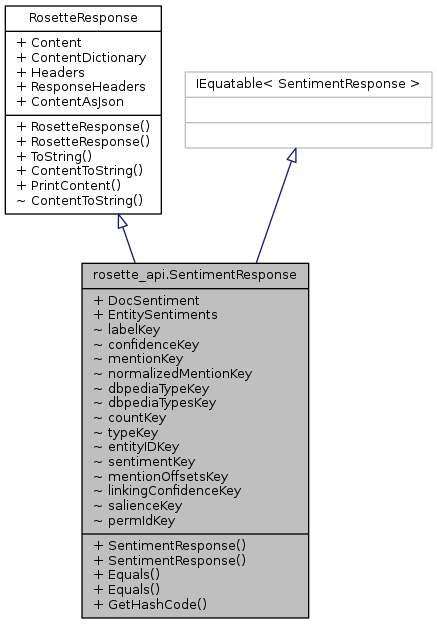 RosetteResponse
+ Content
+ ContentDictionary
+ Headers
+ ResponseHeaders
+ ContentAsJson
+ RosetteResponse()
+ RosetteResponse()
+ ToString()
+ ContentToString()
+ PrintContent()
~ ContentToString()
IEquatable< SentimentResponse >
rosette_api.SentimentResponse
+ DocSentiment
+ EntitySentiments
~ labelKey
~ confidenceKey
~ mentionKey
~ normalizedMentionKey
~ dbpediaTypeKey
~ dbpediaTypesKey
~ countKey
~ typeKey
~ entityIDKey
~ sentimentKey
~ mentionOffsetsKey
~ linkingConfidenceKey
~ salienceKey
~ permIdKey
+ SentimentResponse()
+ SentimentResponse()
+ Equals()
+ Equals()
+ GetHashCode()